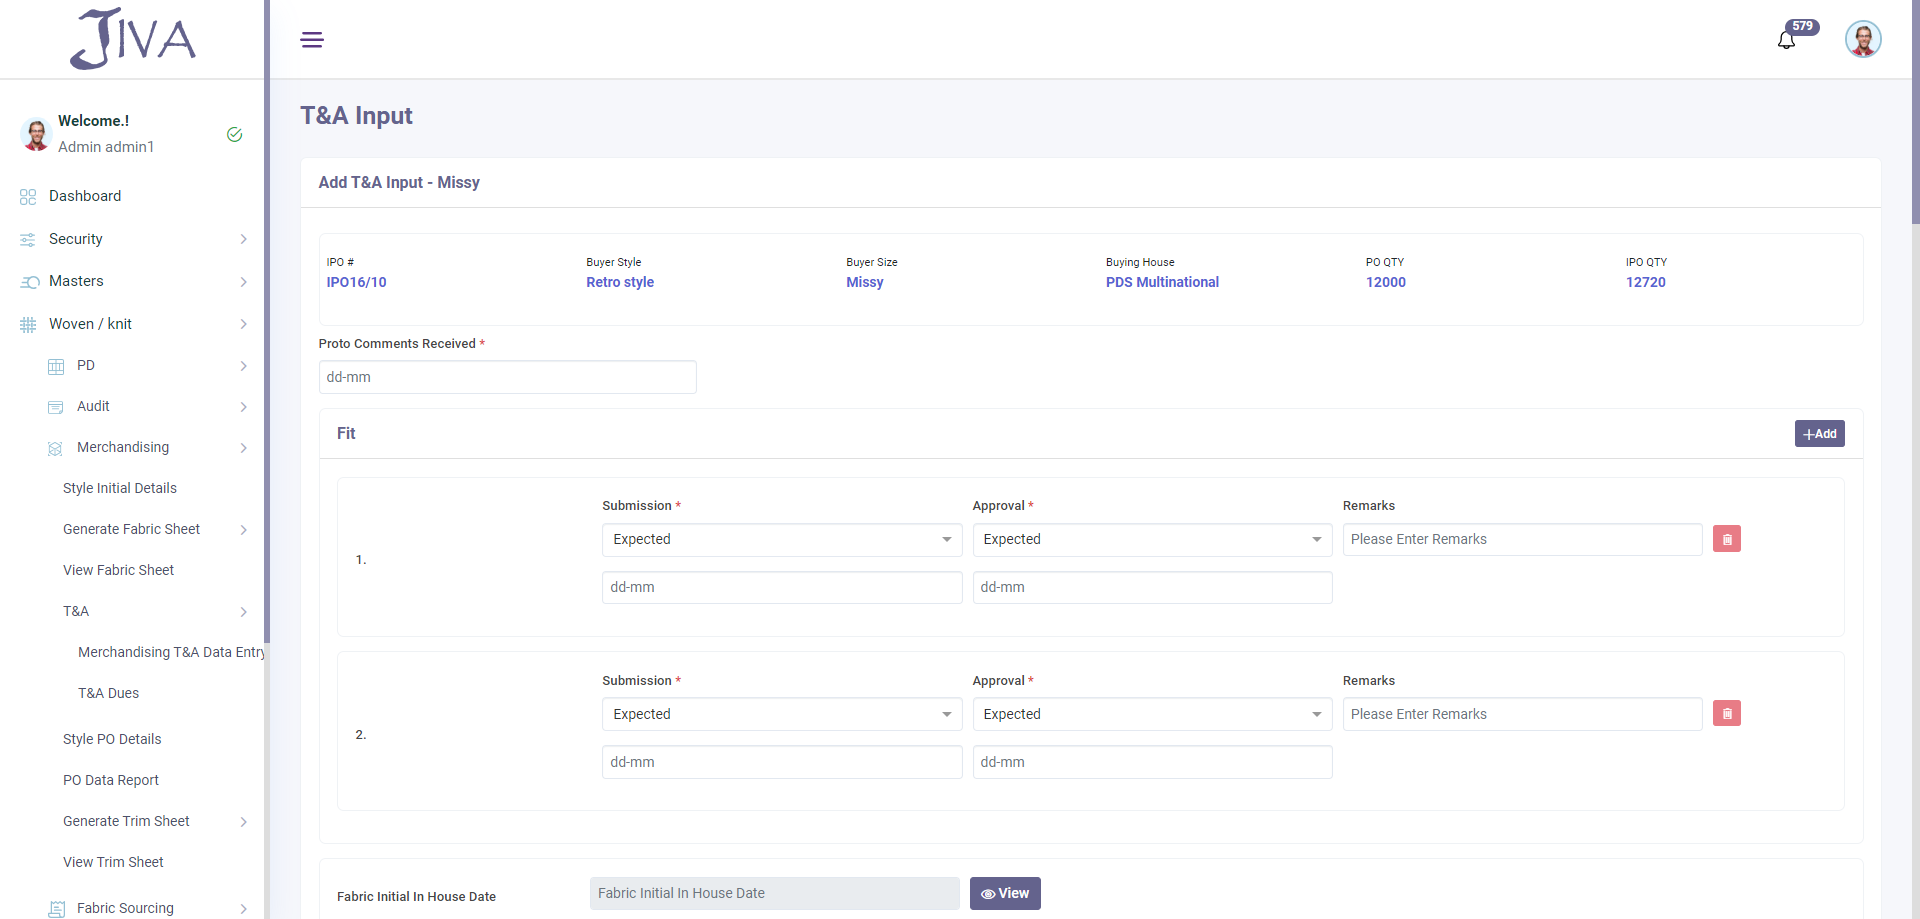 JIVA
579
Welcome.!
Admin admin1
Dashboard
Security
Masters
Woven / knit
PD
Audit
Merchandising
Style Initial Details
Generate Fabric Sheet
View Fabric Sheet
T&A
Merchandising T&A Data Entry
T&A Dues
Style PO Details
PO Data Report
Generate Trim Sheet
View Trim Sheet
Fabric Sourcing
T&A Input
Add T&A Input - Missy
IPO # Buyer Style Buyer Size Buying House PO QTY IPO QTY
IPO16/10 Retro style Missy PDS Multinational 12000 12720
Proto Comments Received *
dd-mm
Fit +Add
Submission * Approval * Remarks
Expected Expected Please Enter Remarks
1.
dd-mm dd-mm
Submission * Approval * Remarks
Expected Expected Please Enter Remarks
2.
dd-mm dd-mm
Fabric Initial In House Date Fabric Initial In House Date View